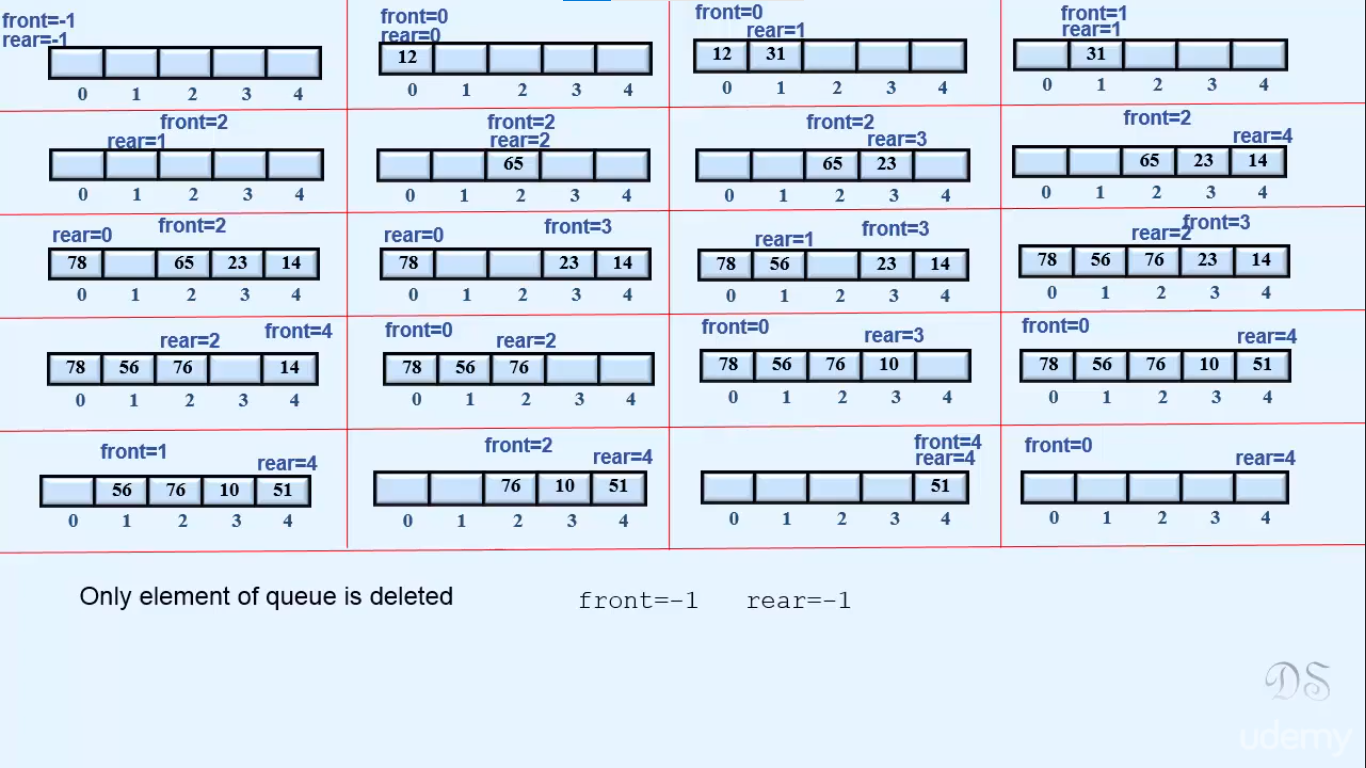 front=-1 front=0 front=0 front=1
rear=-1 rear=0 rear=1 rear=1
12 12 31 31
0 1 2 3 4 0 1 2 3 4 0 1 2 3 4 0 1 2 3 4
front=2 front=2 front=2 front=2
rear=1 rear=2 rear=3 rear=4
65 65 23 65 23 14
0 1 2 3 4 0 1 2 3 4 0 1 2 3 4 0 1 2 3 4
rear=0 front=2 rear=0 front=3 rear=1 front=3 rear=2 front=3
78 65 23 14 78 23 14 78 56 23 14 78 56 76 23 14
0 1 2 3 4 0 1 2 3 4 0 1 2 3 4 0 1 2 3 4
rear=2 front=4 front=0 rear=2 front=0 rear=3 front=0 rear=4
78 56 76 14 78 56 76 78 56 76 10 78 56 76 10 51
0 1 2 3 4 0 1 2 3 4 0 1 2 3 4 0 1 2 3 4
front=1 front=2 front=4 front=0
rear=4 rear=4 rear=4 rear=4
56 76 10 51 76 10 51 51
0 1 2 3 4 0 1 2 3 4 0 1 2 3 4 0 1 2 3 4
Only element of queue is deleted front=-1 rear=-1
DS
udemy